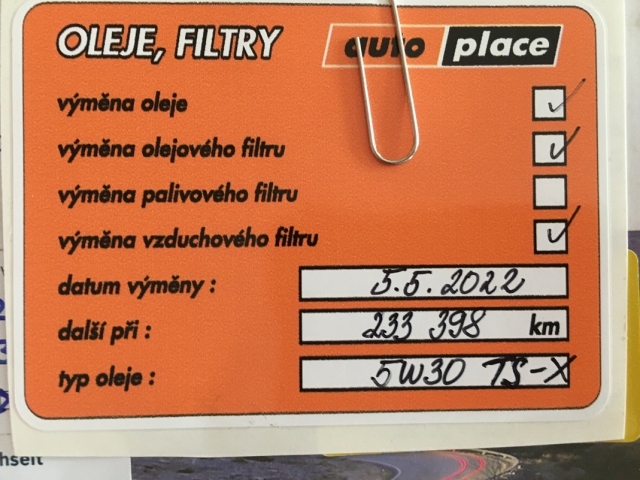 OLEJE, FILTRY auto place
výměna oleje
výměna olejového filtru
výměna palivového filtru
výměna vzduchového filtru
datum výměny : 5.5.2022
další při : 233 398 km
typ oleje : 5W30 TS-X